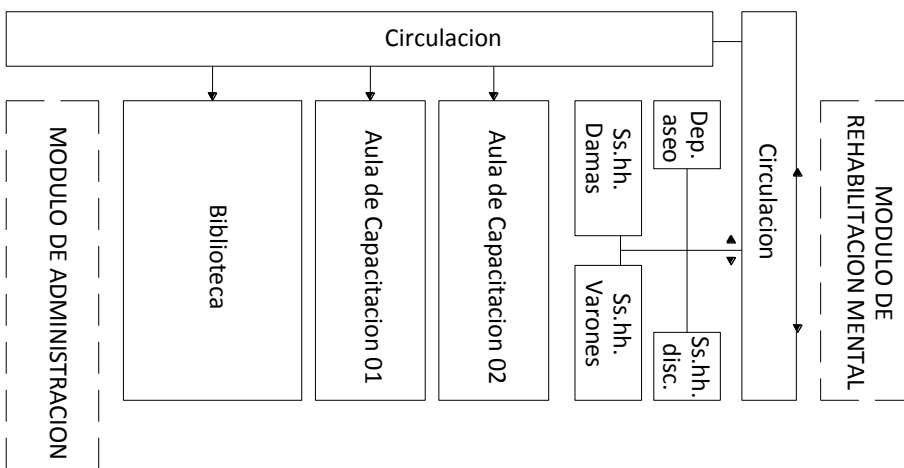 Circulacion
MODULO DE ADMINISTRACION
Biblioteca
Aula de Capacitacion 01
Aula de Capacitacion 02
Ss.hh.
Damas
Ss.hh.
Varones
Dep.
aseo
Ss.hh.
disc.
Circulacion
MODULO DE
REHABILITACION MENTAL